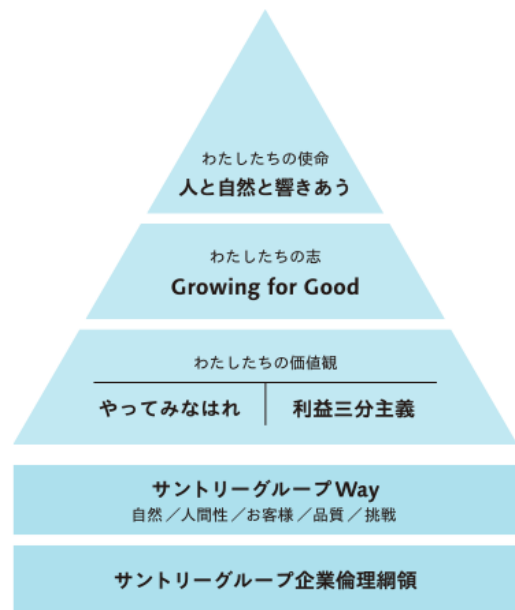 わたしたちの使命
人と自然と響きあう
わたしたちの志
Growing for Good
わたしたちの価値観
やってみなはれ
利益三分主義
サントリーグループWay
自然／人間性／お客様／品質／挑戦
サントリーグループ企業倫理綱領